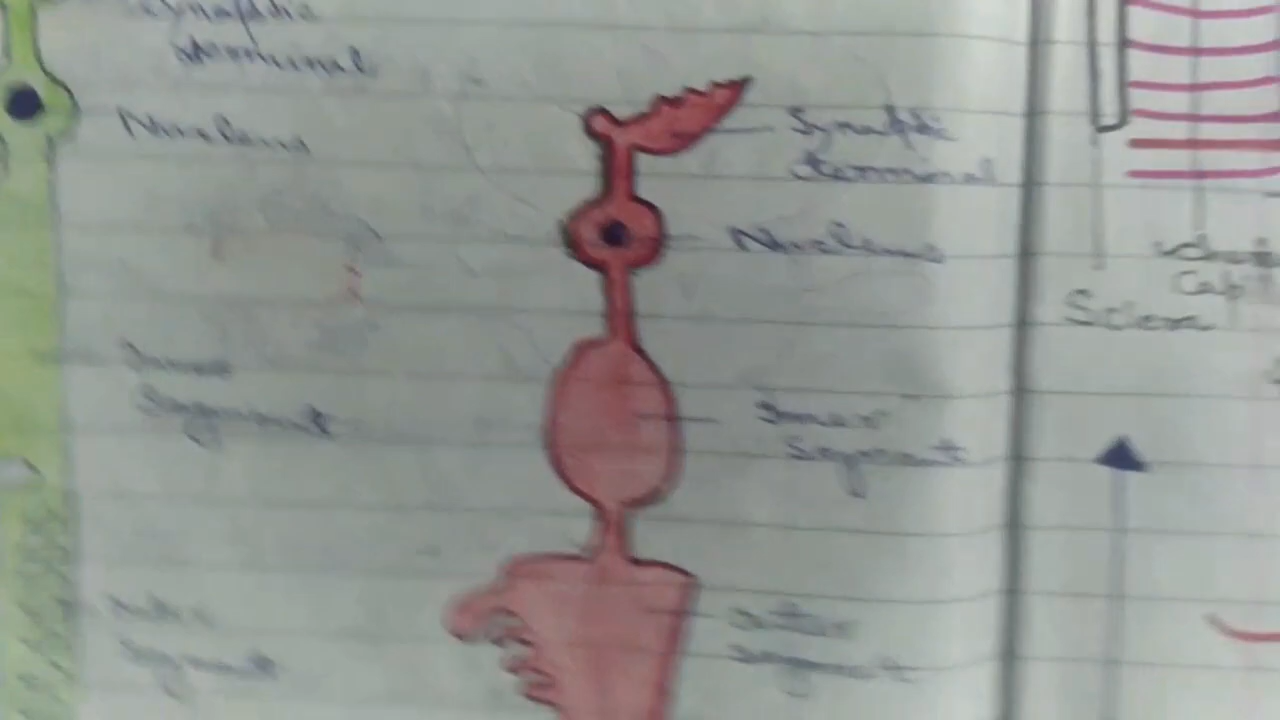 Synaptic
terminal
Nucleus
Inner
Segment
Outer
Segment
Synaptic
terminal
Nucleus
Inner
Segment
Outer
segment
Sclera